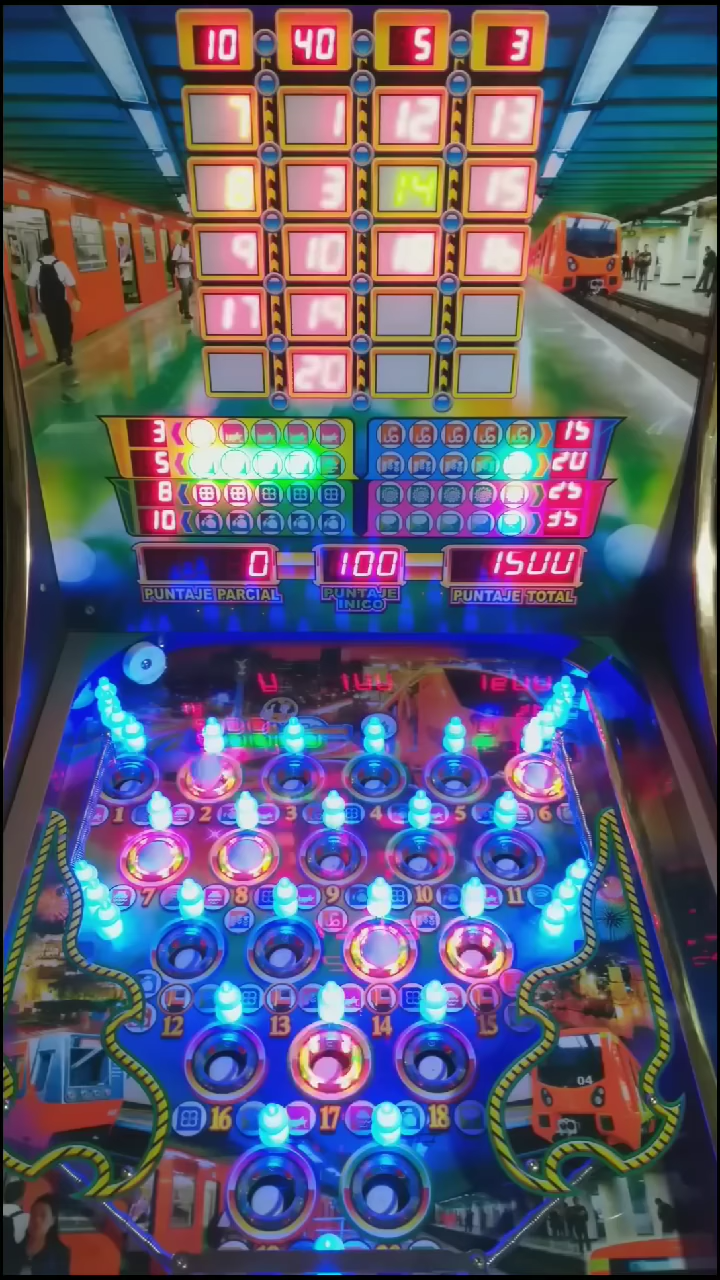 10 40 5 3
7 1 12 13
8 3 14 15
9 10 18 16
17 19
20
3 15
5 20
8 25
10 35
0 100 1500
PUNTAJE PARCIAL PUNTAJE INICO PUNTAJE TOTAL
1 2 3 4 5 6
7 8 9 10 11
12 13 14 15
04
16 17 18